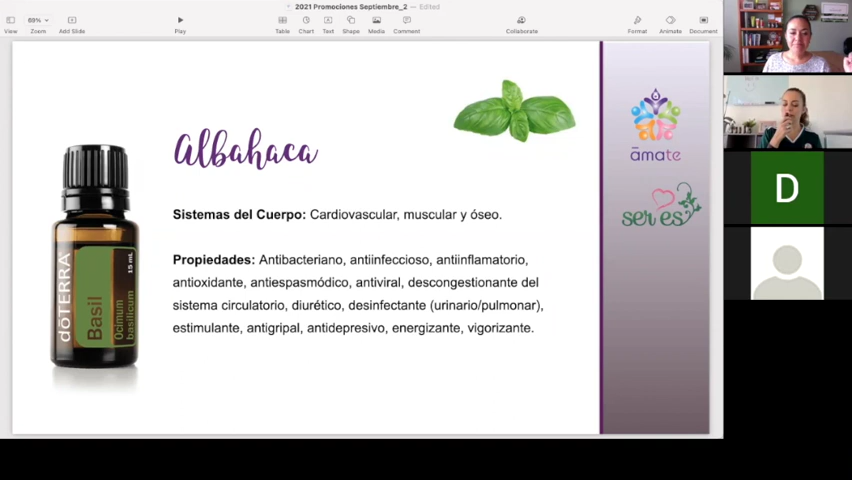 2021 Promociones Septiembre_2 — Edited
69%
View
Zoom
Add Slide
Play
Table
Chart
Text
Shape
Media
Comment
Collaborate
Format
Animate
Document
Albahaca
Sistemas del Cuerpo: Cardiovascular, muscular y óseo.
Propiedades: Antibacteriano, antiinfeccioso, antiinflamatorio,
antioxidante, antiespasmódico, antiviral, descongestionante del
sistema circulatorio, diurético, desinfectante (urinario/pulmonar),
estimulante, antigripal, antidepresivo, energizante, vigorizante.
dōTERRA
Basil
Ocimum
basilicum
15 mL
āmate
ser es
D